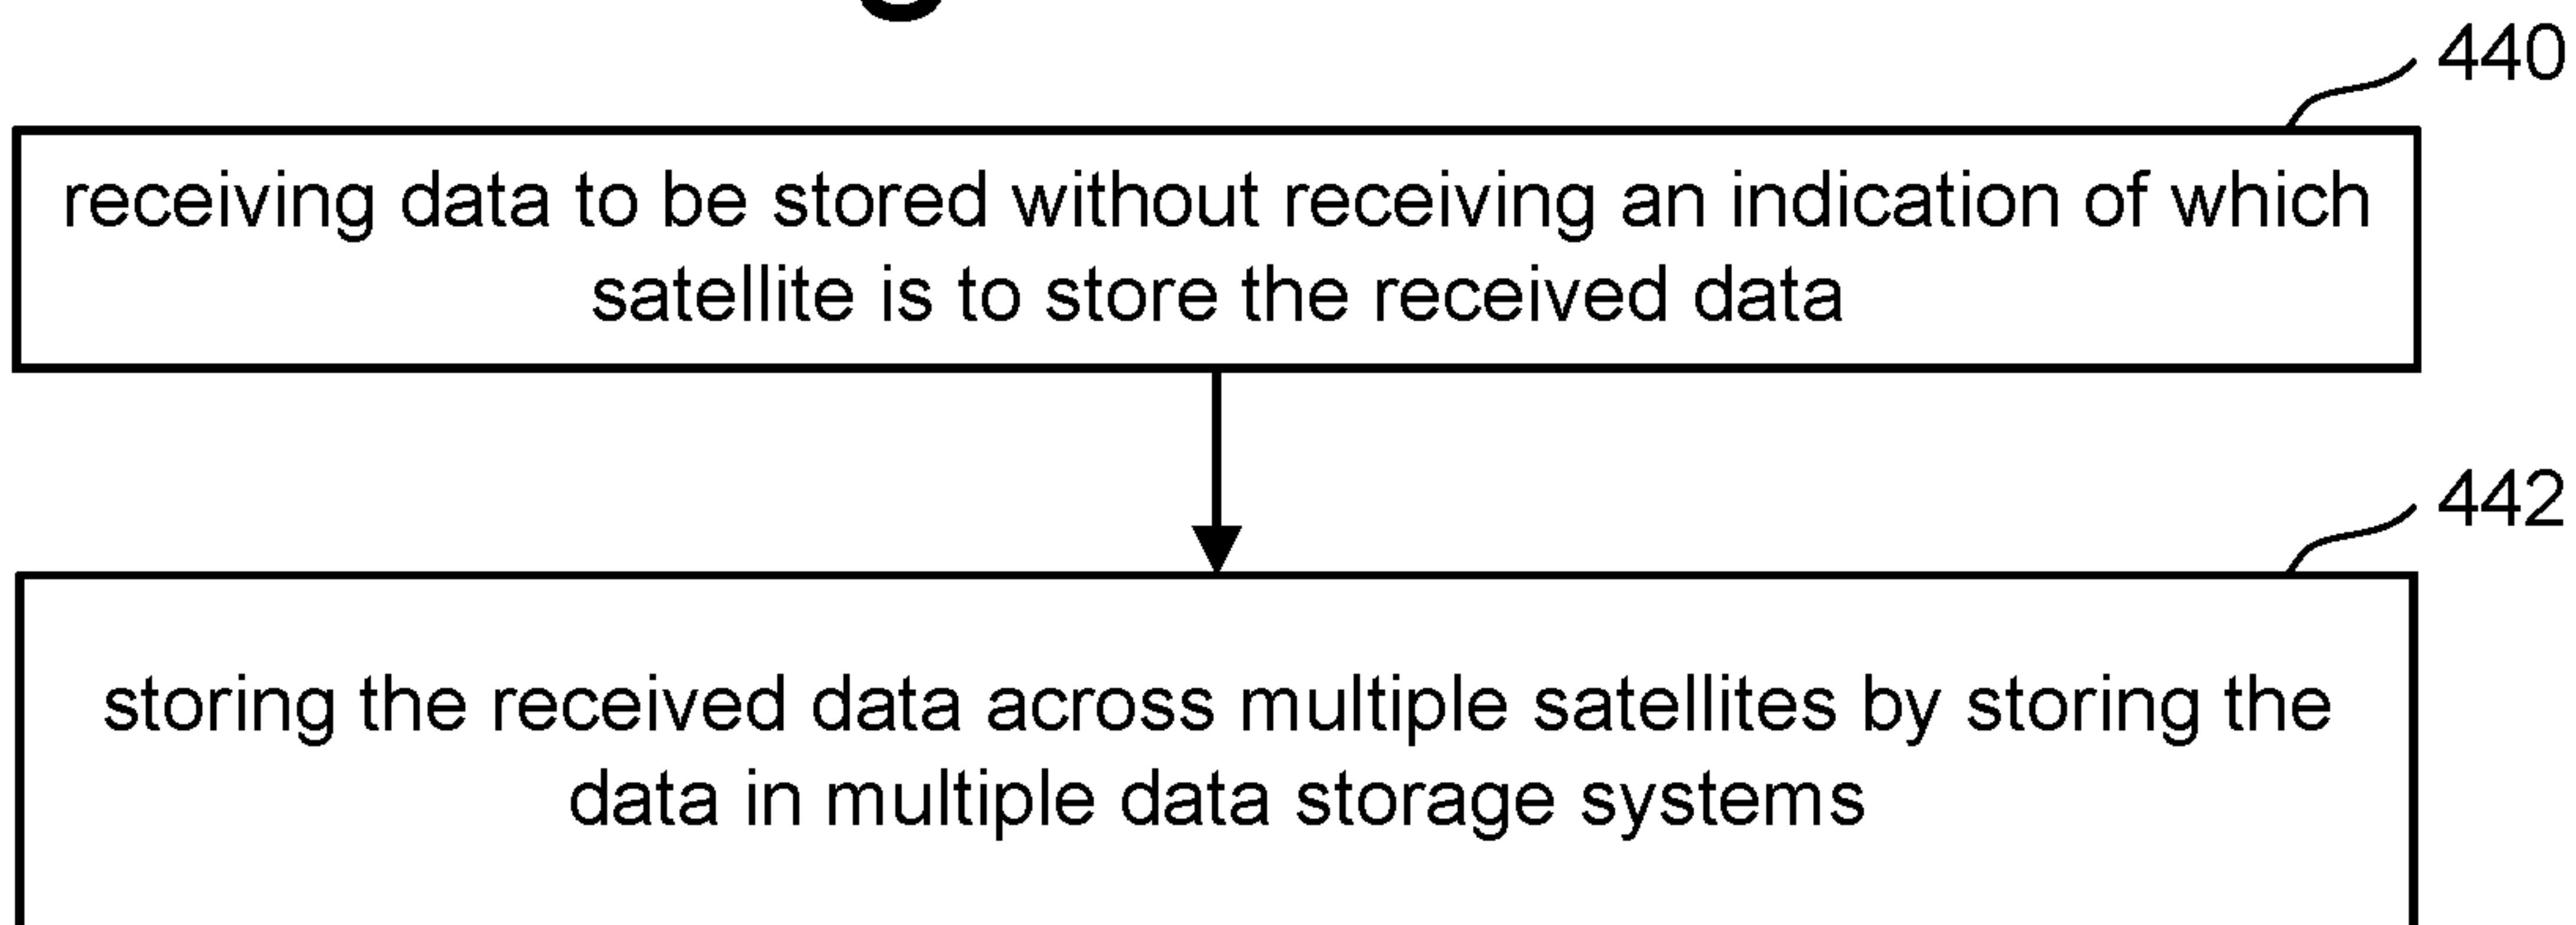 440
receiving data to be stored without receiving an indication of which
satellite is to store the received data
442
storing the received data across multiple satellites by storing the
data in multiple data storage systems